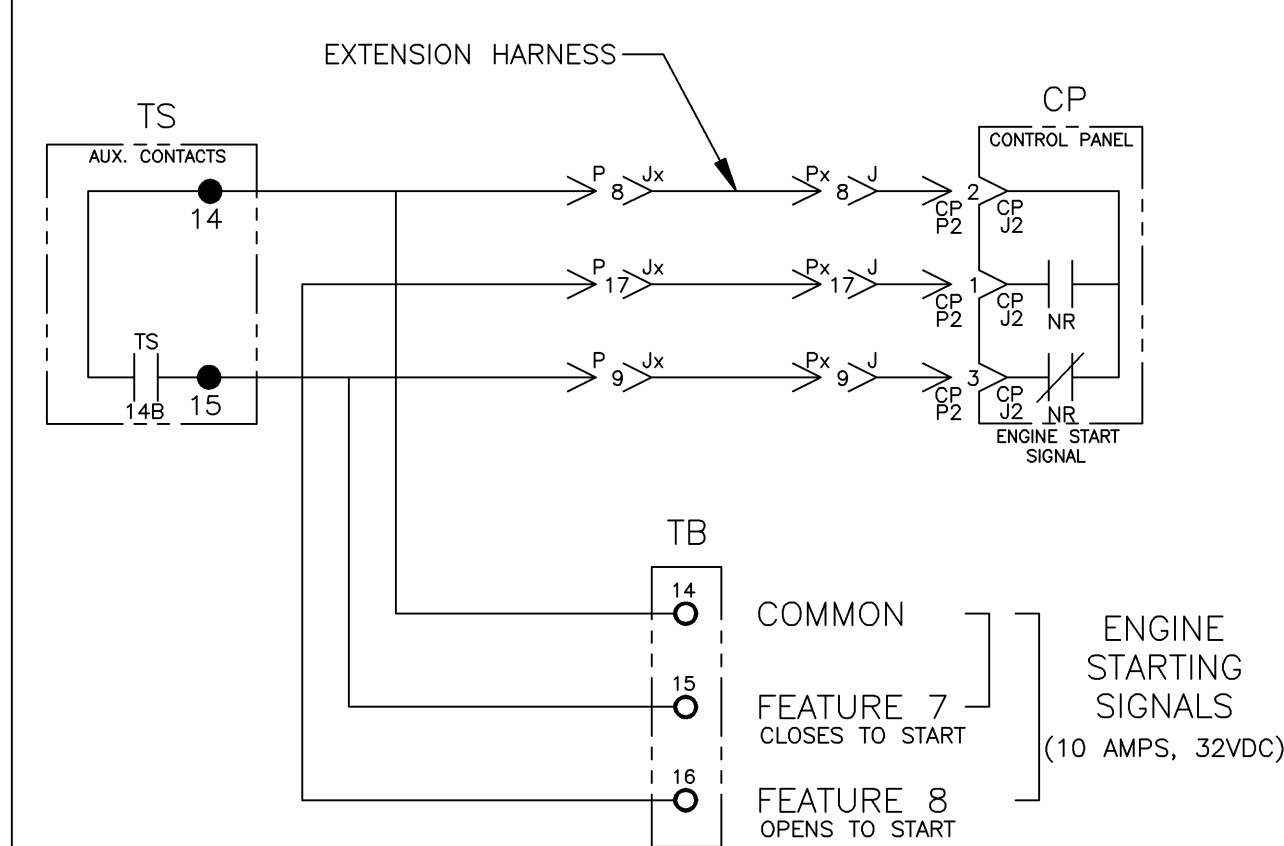 EXTENSION HARNESS
TS
AUX. CONTACTS
14
TS
14B
15
P 8 Jx
Px 8 J
CP P2
2
CP J2
P 17 Jx
Px 17 J
CP P2
1
CP J2
NR
P 9 Jx
Px 9 J
CP P2
3
CP J2
NR
CP
CONTROL PANEL
ENGINE START
SIGNAL
TB
14
COMMON
15
FEATURE 7
CLOSES TO START
16
FEATURE 8
OPENS TO START
ENGINE
STARTING
SIGNALS
(10 AMPS, 32VDC)